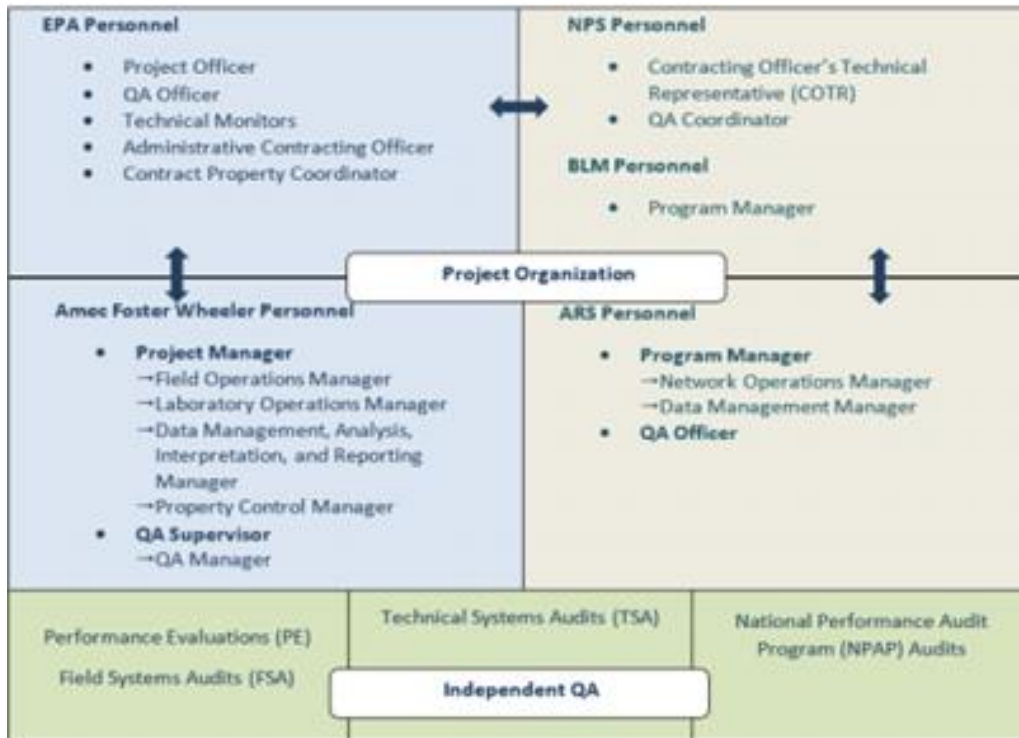 EPA Personnel
• Project Officer
• QA Officer
• Technical Monitors
• Administrative Contracting Officer
• Contract Property Coordinator
NPS Personnel
• Contracting Officer's Technical
Representative (COTR)
• QA Coordinator
BLM Personnel
• Program Manager
Project Organization
Amec Foster Wheeler Personnel
• Project Manager
→Field Operations Manager
→Laboratory Operations Manager
→Data Management, Analysis,
Interpretation, and Reporting
Manager
→Property Control Manager
• QA Supervisor
→QA Manager
ARS Personnel
• Program Manager
→Network Operations Manager
→Data Management Manager
• QA Officer
Performance Evaluations (PE)
Field Systems Audits (FSA)
Technical Systems Audits (TSA)
National Performance Audit
Program (NPAP) Audits
Independent QA